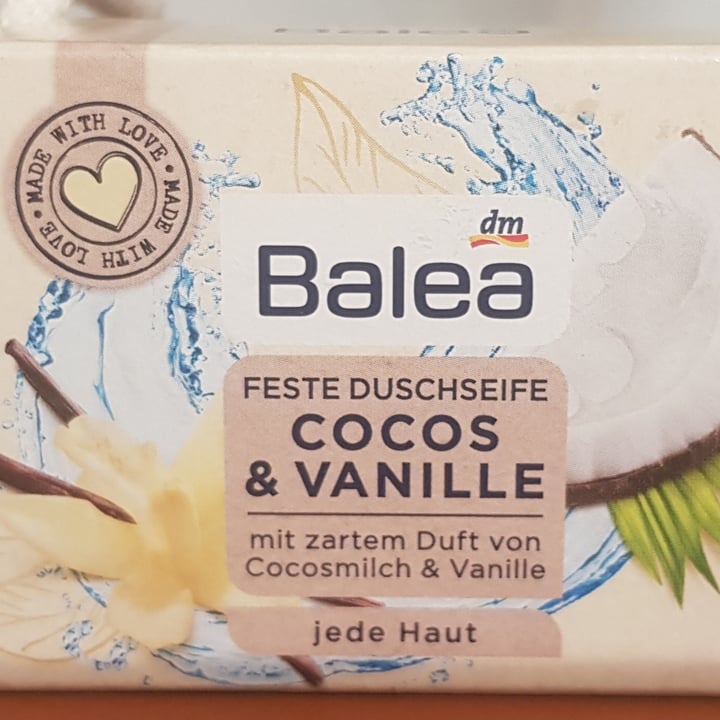 MADE WITH LOVE • MADE WITH LOVE •
dm
Balea
FESTE DUSCHSEIFE
COCOS
& VANILLE
mit zartem Duft von
Cocosmilch & Vanille
jede Haut